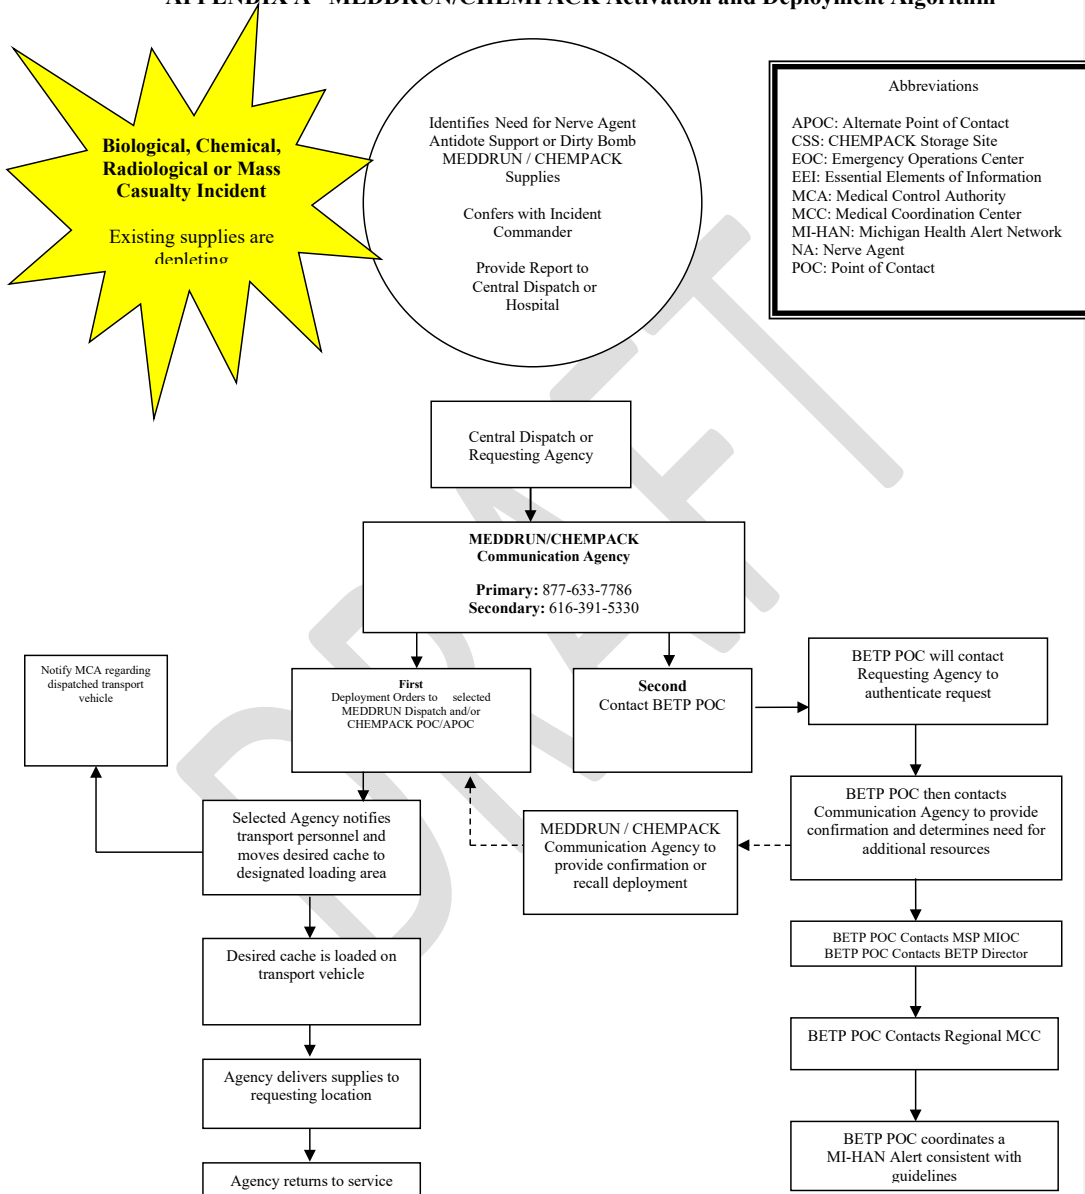 APPENDIX A - MEDDRUN/CHEMPACK Activation and Deployment Algorithm
Biological, Chemical,
Radiological or Mass
Casualty Incident
Existing supplies are
depleting
Identifies Need for Nerve Agent
Antidote Support or Dirty Bomb
MEDDRUN / CHEMPACK
Supplies
Confers with Incident
Commander
Provide Report to
Central Dispatch or
Hospital
Abbreviations
APOC: Alternate Point of Contact
CSS: CHEMPACK Storage Site
EOC: Emergency Operations Center
EEI: Essential Elements of Information
MCA: Medical Control Authority
MCC: Medical Coordination Center
MI-HAN: Michigan Health Alert Network
NA: Nerve Agent
POC: Point of Contact
DRAFT
Central Dispatch or
Requesting Agency
MEDDRUN/CHEMPACK
Communication Agency
Primary: 877-633-7786
Secondary: 616-391-5330
Notify MCA regarding
dispatched transport
vehicle
First
Deployment Orders to selected
MEDDRUN Dispatch and/or
CHEMPACK POC/APOC
Second
Contact BETP POC
BETP POC will contact
Requesting Agency to
authenticate request
Selected Agency notifies
transport personnel and
moves desired cache to
designated loading area
MEDDRUN / CHEMPACK
Communication Agency to
provide confirmation or
recall deployment
BETP POC then contacts
Communication Agency to provide
confirmation and determines need for
additional resources
Desired cache is loaded on
transport vehicle
BETP POC Contacts MSP MIOC
BETP POC Contacts BETP Director
BETP POC Contacts Regional MCC
Agency delivers supplies to
requesting location
BETP POC coordinates a
MI-HAN Alert consistent with
guidelines
Agency returns to service